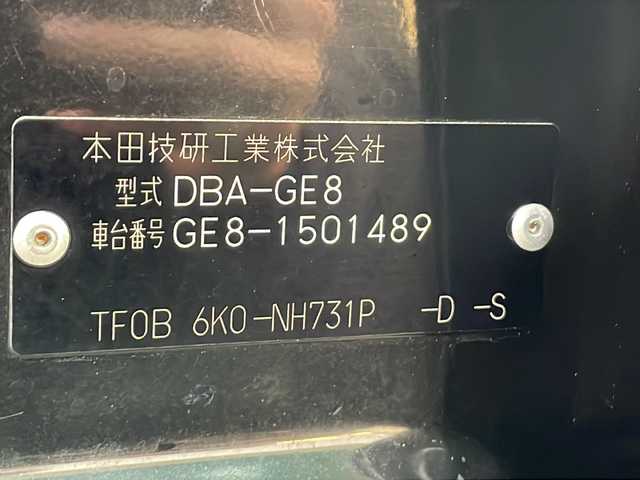 本田技研工業株式会社
型式 DBA-GE8
車台番号 GE8-1501489
TF0B 6K0-NH731P -D -S